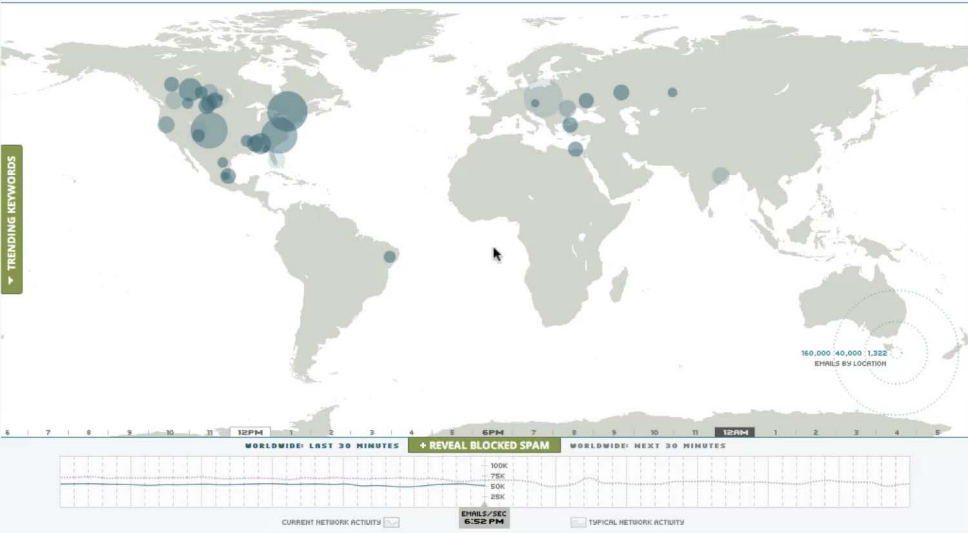 TRENDING KEYWORDS
160,000 40,000 1,322
EMAILS BY LOCATION
6 7 8 9 10 11 12PM 1 2 3 4 5 6PM 7 8 9 10 11 12AM 1 2 3 4 5
WORLDWIDE: LAST 30 MINUTES + REVEAL BLOCKED SPAM WORLDWIDE: NEXT 30 MINUTES
100K
75K
50K
25K
EMAILS/SEC
6:52 PM
CURRENT NETWORK ACTIVITY TYPICAL NETWORK ACTIVITY